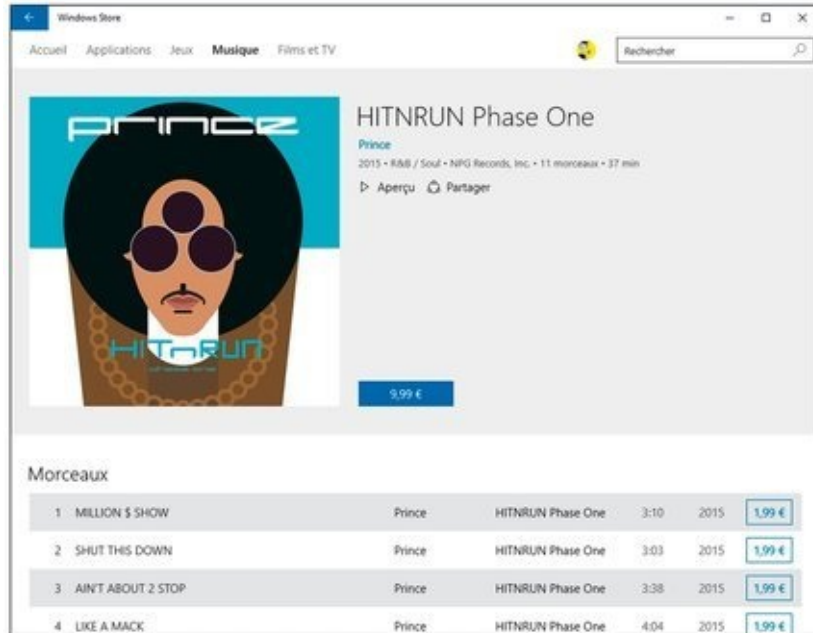 Windows Store
Accueil Applications Jeux Musique Films et TV Rechercher
prince
HITnRUN
HITNRUN Phase One
Prince
2015 • R&B / Soul • NPG Records, Inc. • 11 morceaux • 37 min
Aperçu Partager
9,99 €
Morceaux
1 MILLION $ SHOW Prince HITNRUN Phase One 3:10 2015 1,99 €
2 SHUT THIS DOWN Prince HITNRUN Phase One 3:03 2015 1,99 €
3 AIN'T ABOUT 2 STOP Prince HITNRUN Phase One 3:38 2015 1,99 €
4 LIKE A MACK Prince HITNRUN Phase One 4:04 2015 1,99 €